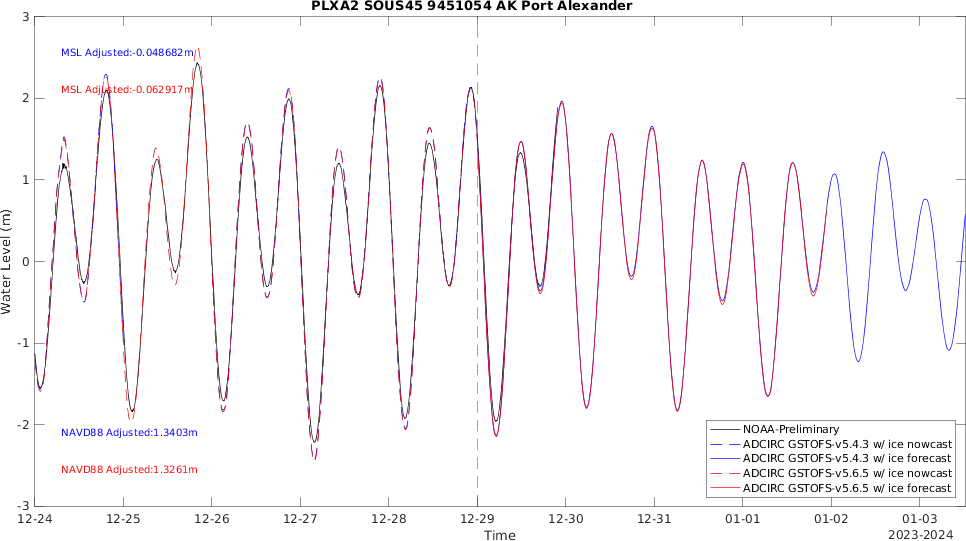 PLXA2 SOUS45 9451054 AK Port Alexander
3
2
1
0
-1
-2
-3
Water Level (m)
MSL Adjusted:-0.048682m
MSL Adjusted:-0.062917m
NAVD88 Adjusted:1.3403m
NAVD88 Adjusted:1.3261m
NOAA-Preliminary
ADCIRC GSTOFS-v5.4.3 w/ ice nowcast
ADCIRC GSTOFS-v5.4.3 w/ ice forecast
ADCIRC GSTOFS-v5.6.5 w/ ice nowcast
ADCIRC GSTOFS-v5.6.5 w/ ice forecast
12-24 12-25 12-26 12-27 12-28 12-29 12-30 12-31 01-01 01-02 01-03
Time
2023-2024